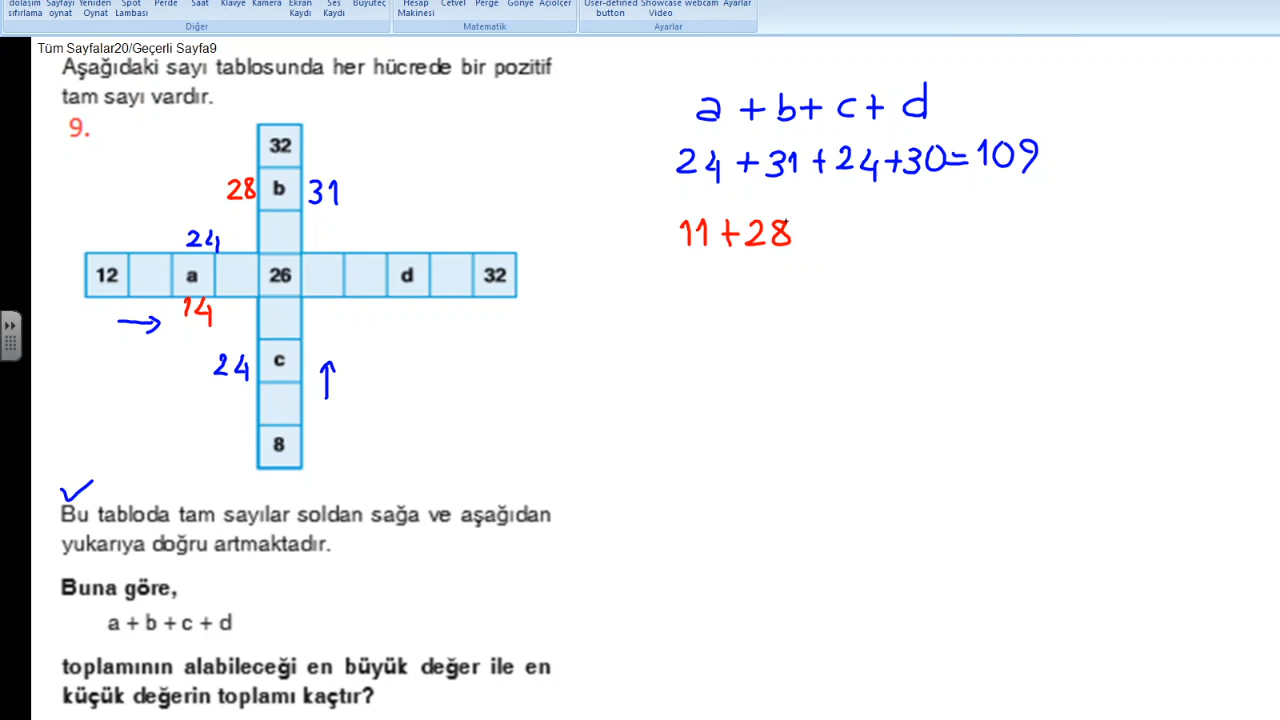 dolaşım Sayfayı Yeniden Spot Perde Saat Klavye Kamera Ekran Ses Büyüteç Hesap Cetvel Perge Gönye Açıölçer User-defined Showcase webcam Ayarlar
sıfırlama oynat Oynat Lambası Kaydı Kaydı Makinesi button Video
Diğer Matematik Ayarlar
Tüm Sayfalar20/Geçerli Sayfa9
Aşağıdaki sayı tablosunda her hücrede bir pozitif
tam sayı vardır.
9.
32
28 b 31
24
12 a 26 d 32
14
24 c
8
Bu tabloda tam sayılar soldan sağa ve aşağıdan
yukarıya doğru artmaktadır.
Buna göre,
a + b + c + d
toplamının alabileceği en büyük değer ile en
küçük değerin toplamı kaçtır?
a + b + c + d
24 + 31 + 24 + 30 = 109
11 + 28